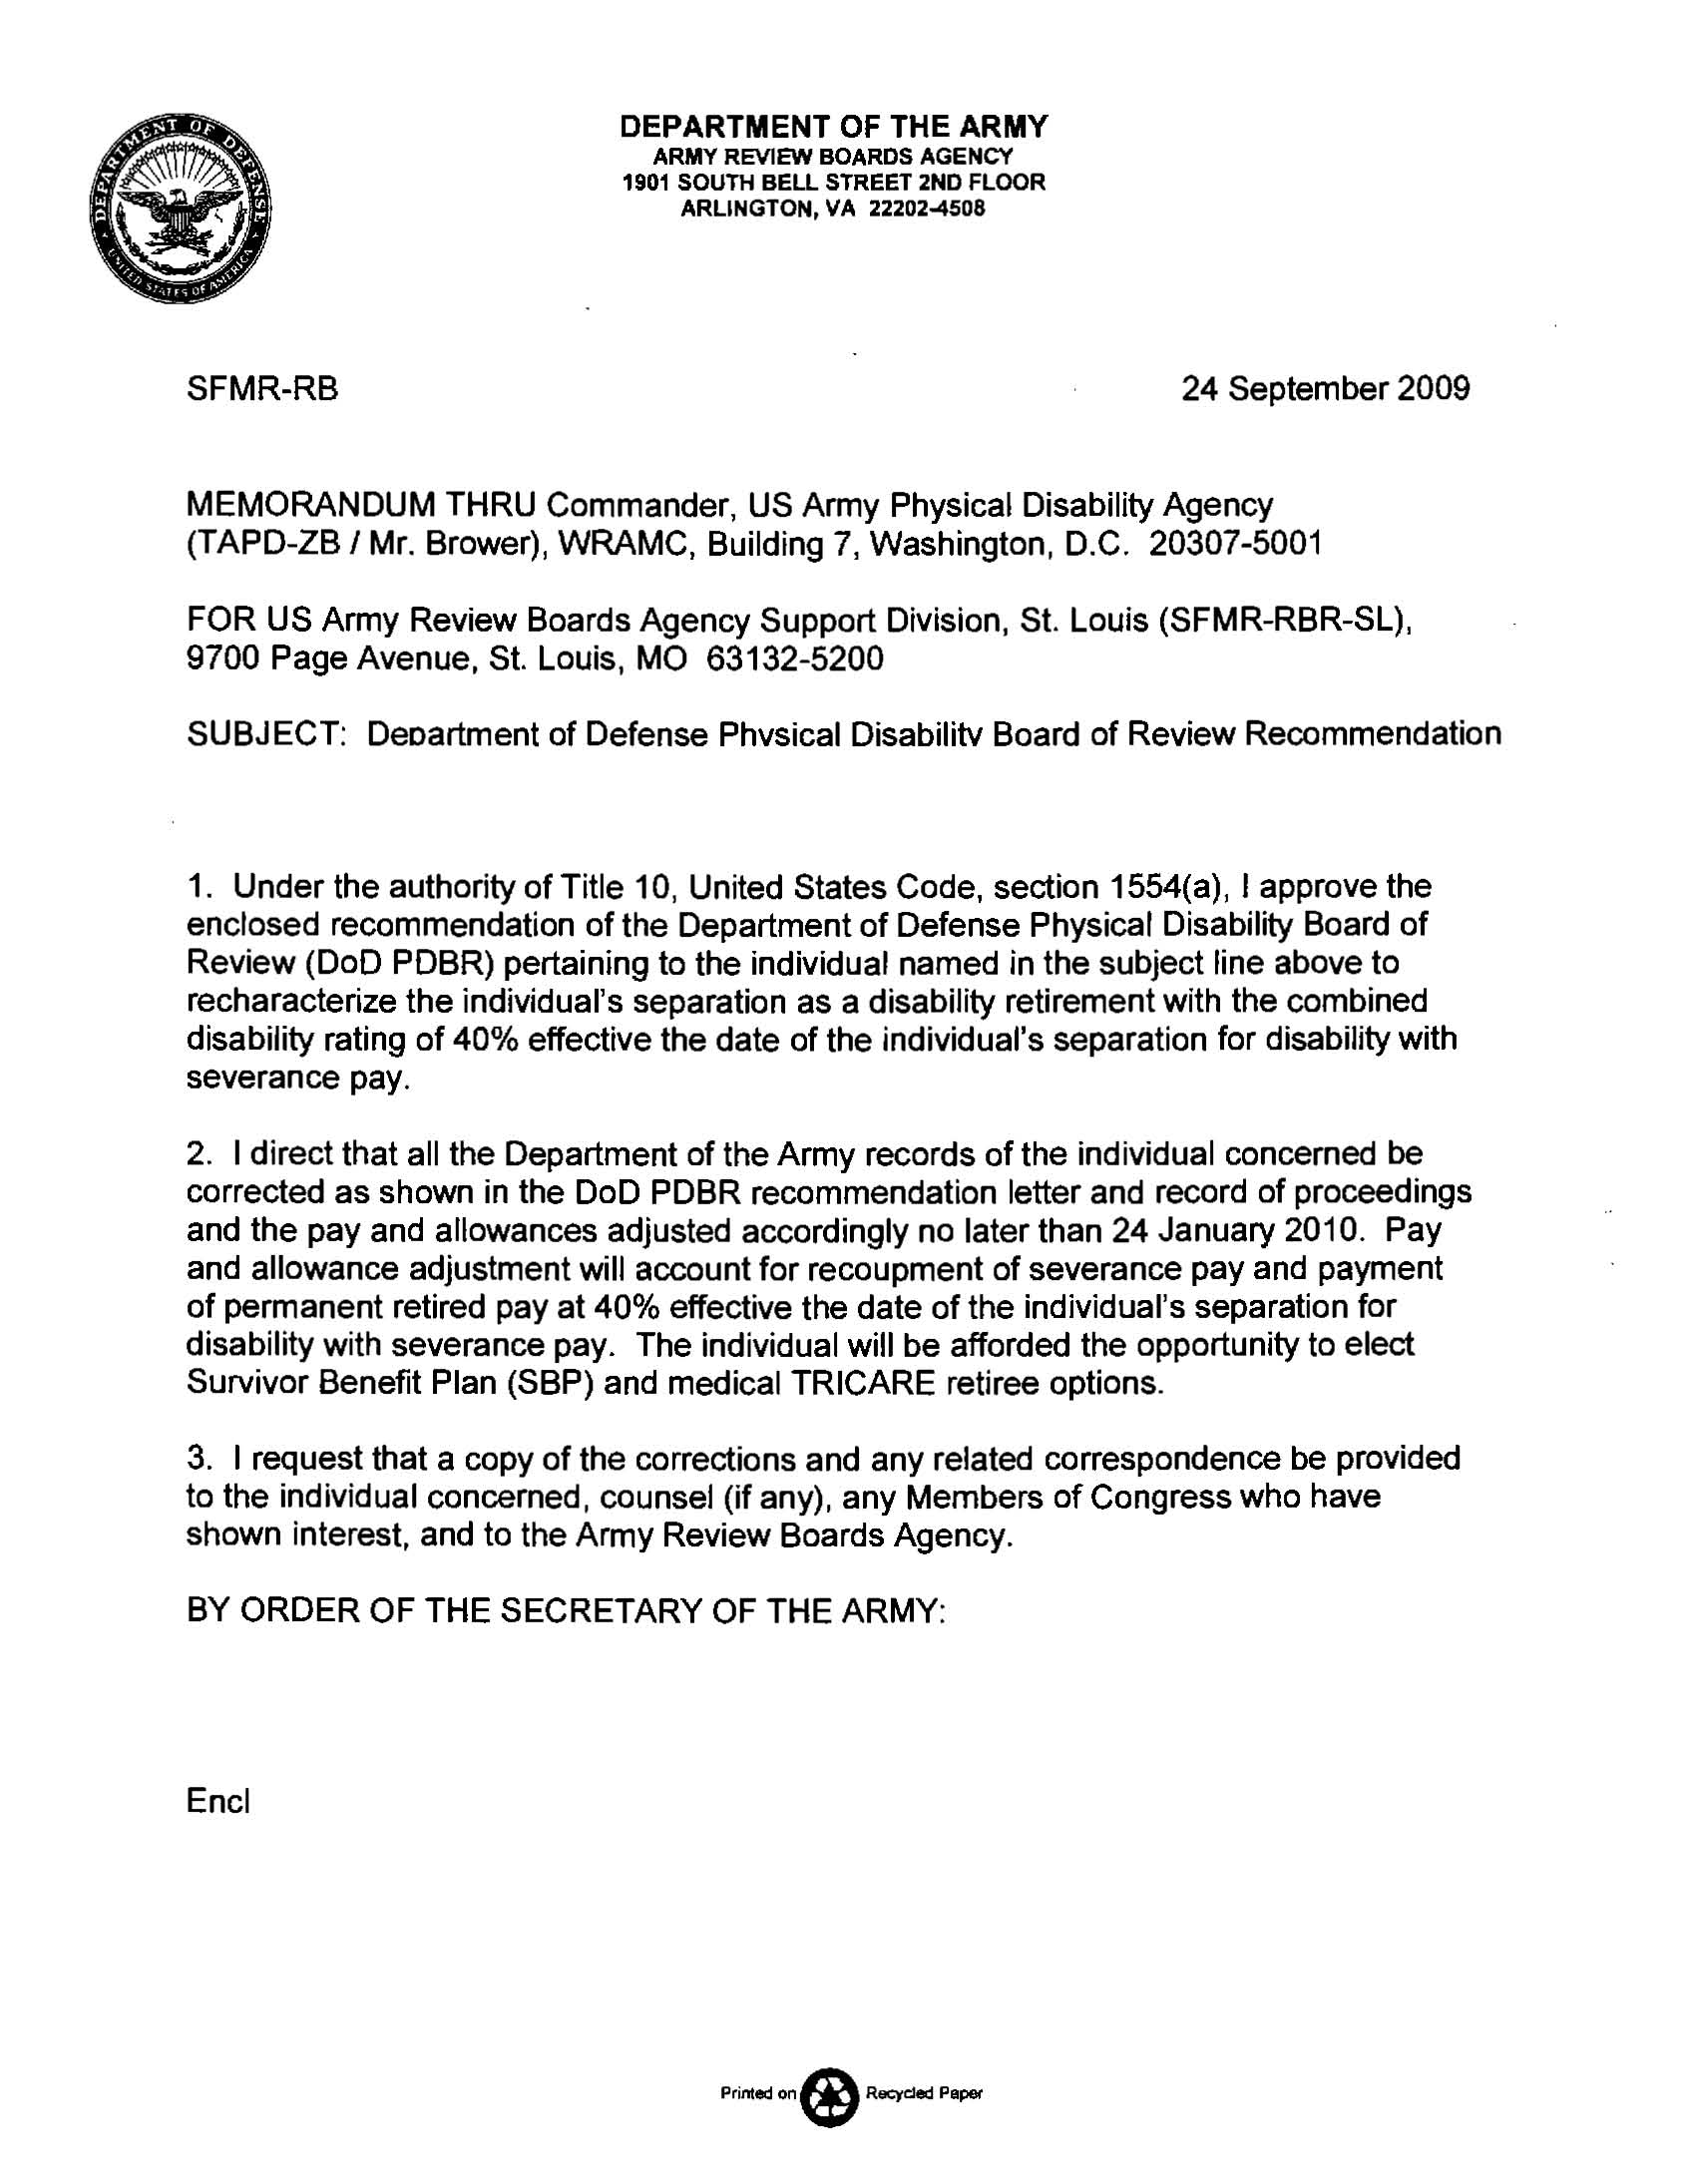 DEPARTMENT OF DEFENSE
UNITED STATES OF AMERICA
DEPARTMENT OF THE ARMY
ARMY REVIEW BOARDS AGENCY
1901 SOUTH BELL STREET 2ND FLOOR
ARLINGTON, VA 22202-4508
SFMR-RB 24 September 2009
MEMORANDUM THRU Commander, US Army Physical Disability Agency
(TAPD-ZB / Mr. Brower), WRAMC, Building 7, Washington, D.C. 20307-5001
FOR US Army Review Boards Agency Support Division, St. Louis (SFMR-RBR-SL),
9700 Page Avenue, St. Louis, MO 63132-5200
SUBJECT: Department of Defense Physical Disability Board of Review Recommendation
1. Under the authority of Title 10, United States Code, section 1554(a), I approve the
enclosed recommendation of the Department of Defense Physical Disability Board of
Review (DoD PDBR) pertaining to the individual named in the subject line above to
recharacterize the individual's separation as a disability retirement with the combined
disability rating of 40% effective the date of the individual's separation for disability with
severance pay.
2. I direct that all the Department of the Army records of the individual concerned be
corrected as shown in the DoD PDBR recommendation letter and record of proceedings
and the pay and allowances adjusted accordingly no later than 24 January 2010. Pay
and allowance adjustment will account for recoupment of severance pay and payment
of permanent retired pay at 40% effective the date of the individual's separation for
disability with severance pay. The individual will be afforded the opportunity to elect
Survivor Benefit Plan (SBP) and medical TRICARE retiree options.
3. I request that a copy of the corrections and any related correspondence be provided
to the individual concerned, counsel (if any), any Members of Congress who have
shown interest, and to the Army Review Boards Agency.
BY ORDER OF THE SECRETARY OF THE ARMY:
Encl
Printed on Recycled Paper